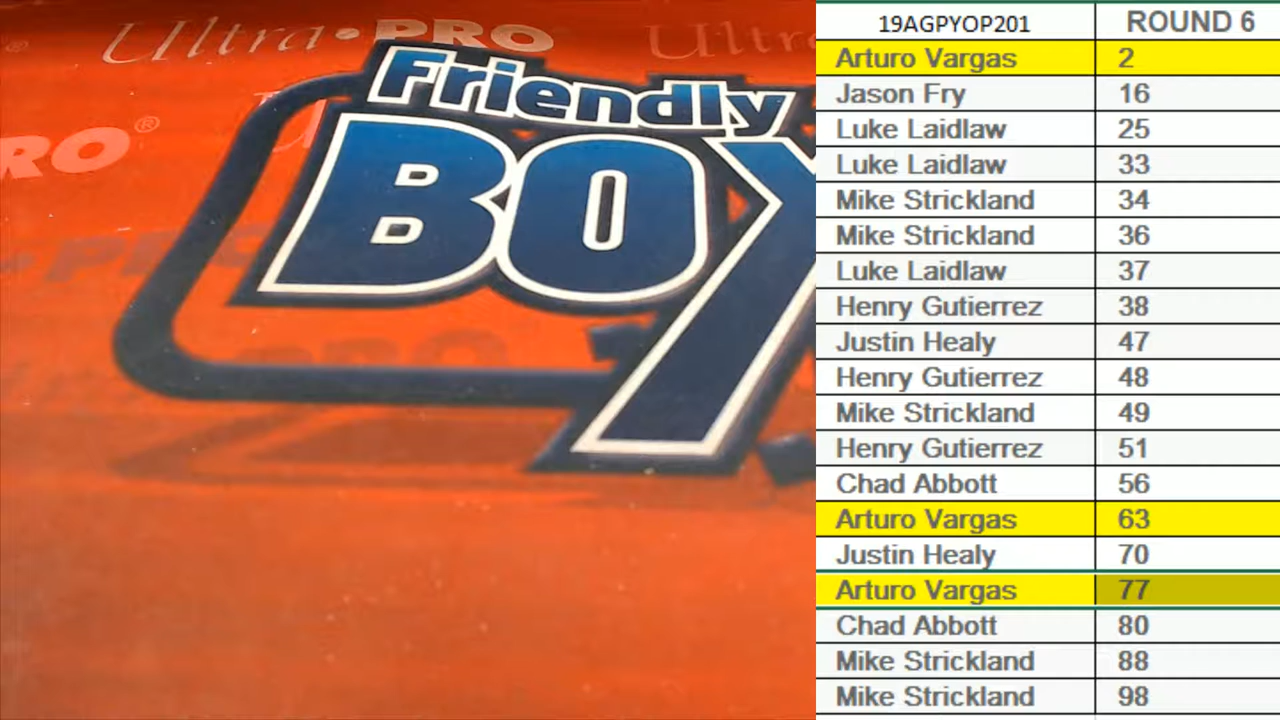 Ultra•PRO
Ultr
RO®
Friendly
BOX
19AGPYOP201 ROUND 6
Arturo Vargas 2
Jason Fry 16
Luke Laidlaw 25
Luke Laidlaw 33
Mike Strickland 34
Mike Strickland 36
Luke Laidlaw 37
Henry Gutierrez 38
Justin Healy 47
Henry Gutierrez 48
Mike Strickland 49
Henry Gutierrez 51
Chad Abbott 56
Arturo Vargas 63
Justin Healy 70
Arturo Vargas 77
Chad Abbott 80
Mike Strickland 88
Mike Strickland 98